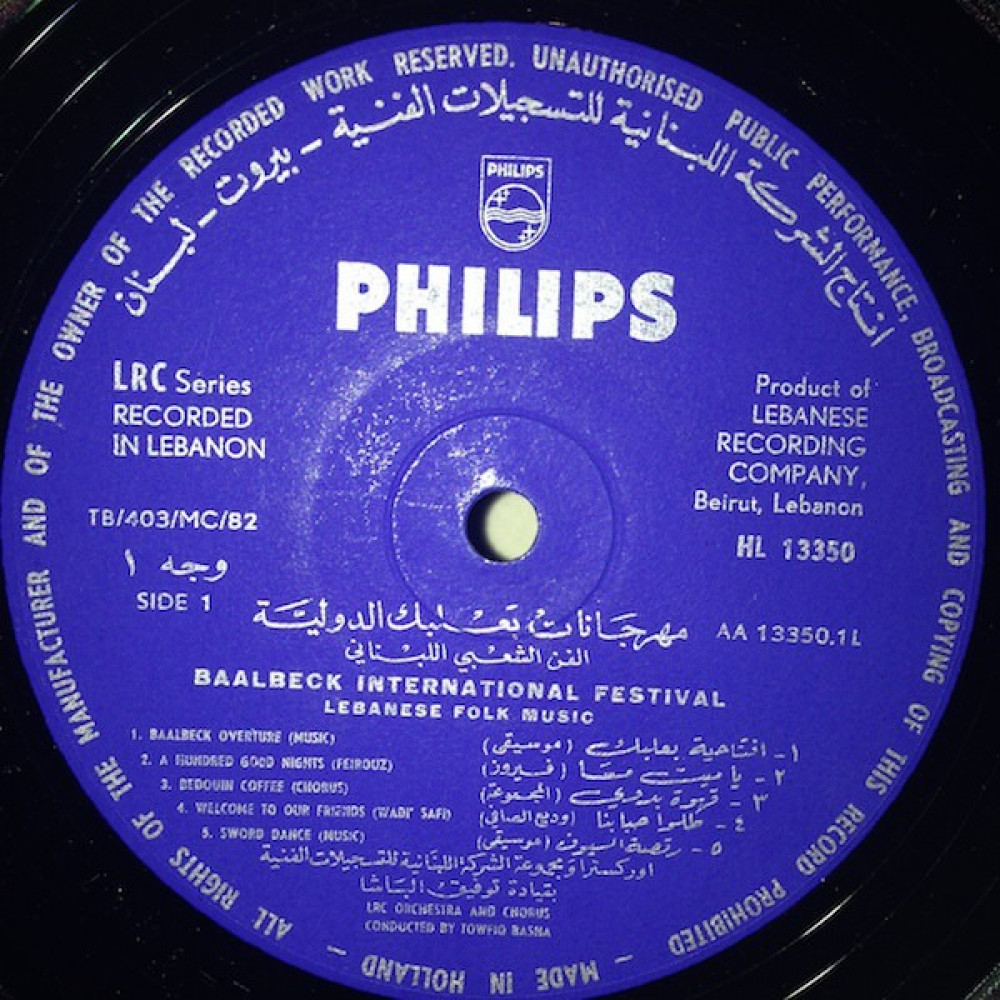 ALL RIGHTS OF THE MANUFACTURER AND OF THE OWNER OF THE RECORDED WORK RESERVED. UNAUTHORISED PUBLIC PERFORMANCE, BROADCASTING AND COPYING OF THIS RECORD PROHIBITED – MADE IN HOLLAND –
انتاج الشركة اللبنانية للتسجيلات الفنية – بيروت – لبنان
PHILIPS
PHILIPS
LRC Series
RECORDED
IN LEBANON
Product of
LEBANESE
RECORDING
COMPANY,
Beirut, Lebanon
TB/403/MC/82
HL 13350
وجه ١
SIDE 1
AA 13350.1L
مهرجانات بعلبك الدولية
الفن الشعبي اللبناني
BAALBECK INTERNATIONAL FESTIVAL
LEBANESE FOLK MUSIC
1. BAALBECK OVERTURE (MUSIC)
2. A HUNDRED GOOD NIGHTS (FEIROUZ)
3. BEDOUIN COFFEE (CHORUS)
4. WELCOME TO OUR FRIENDS (WADI' SAFI)
5. SWORD DANCE (MUSIC)
١- افتتاحية بعلبك (موسيقى)
٢- يا ميت مسا (فيروز)
٣- قهوة بدوي (المجموعة)
٤- طلوا حبابنا (وديع الصافي)
٥- رقصة السيوف (موسيقى)
اوركسترا ومجموعة الشركة اللبنانية للتسجيلات الفنية
بقيادة توفيق الباشا
LRC ORCHESTRA AND CHORUS
CONDUCTED BY TOWFIQ BASHA